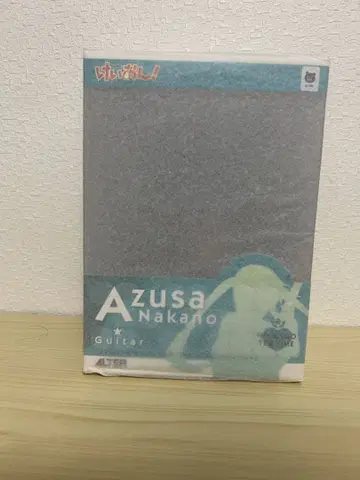 けいおん!
Azusa
Nakano
★
Guitar
ALTER